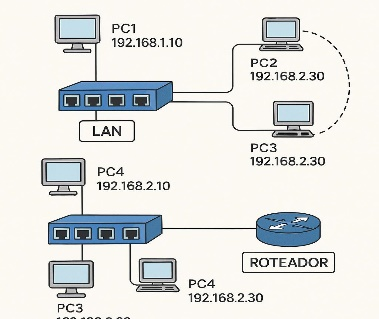 PC1
192.168.1.10
PC2
192.168.2.30
LAN
PC3
192.168.2.30
PC4
192.168.2.10
ROTEADOR
PC4
192.168.2.30
PC3